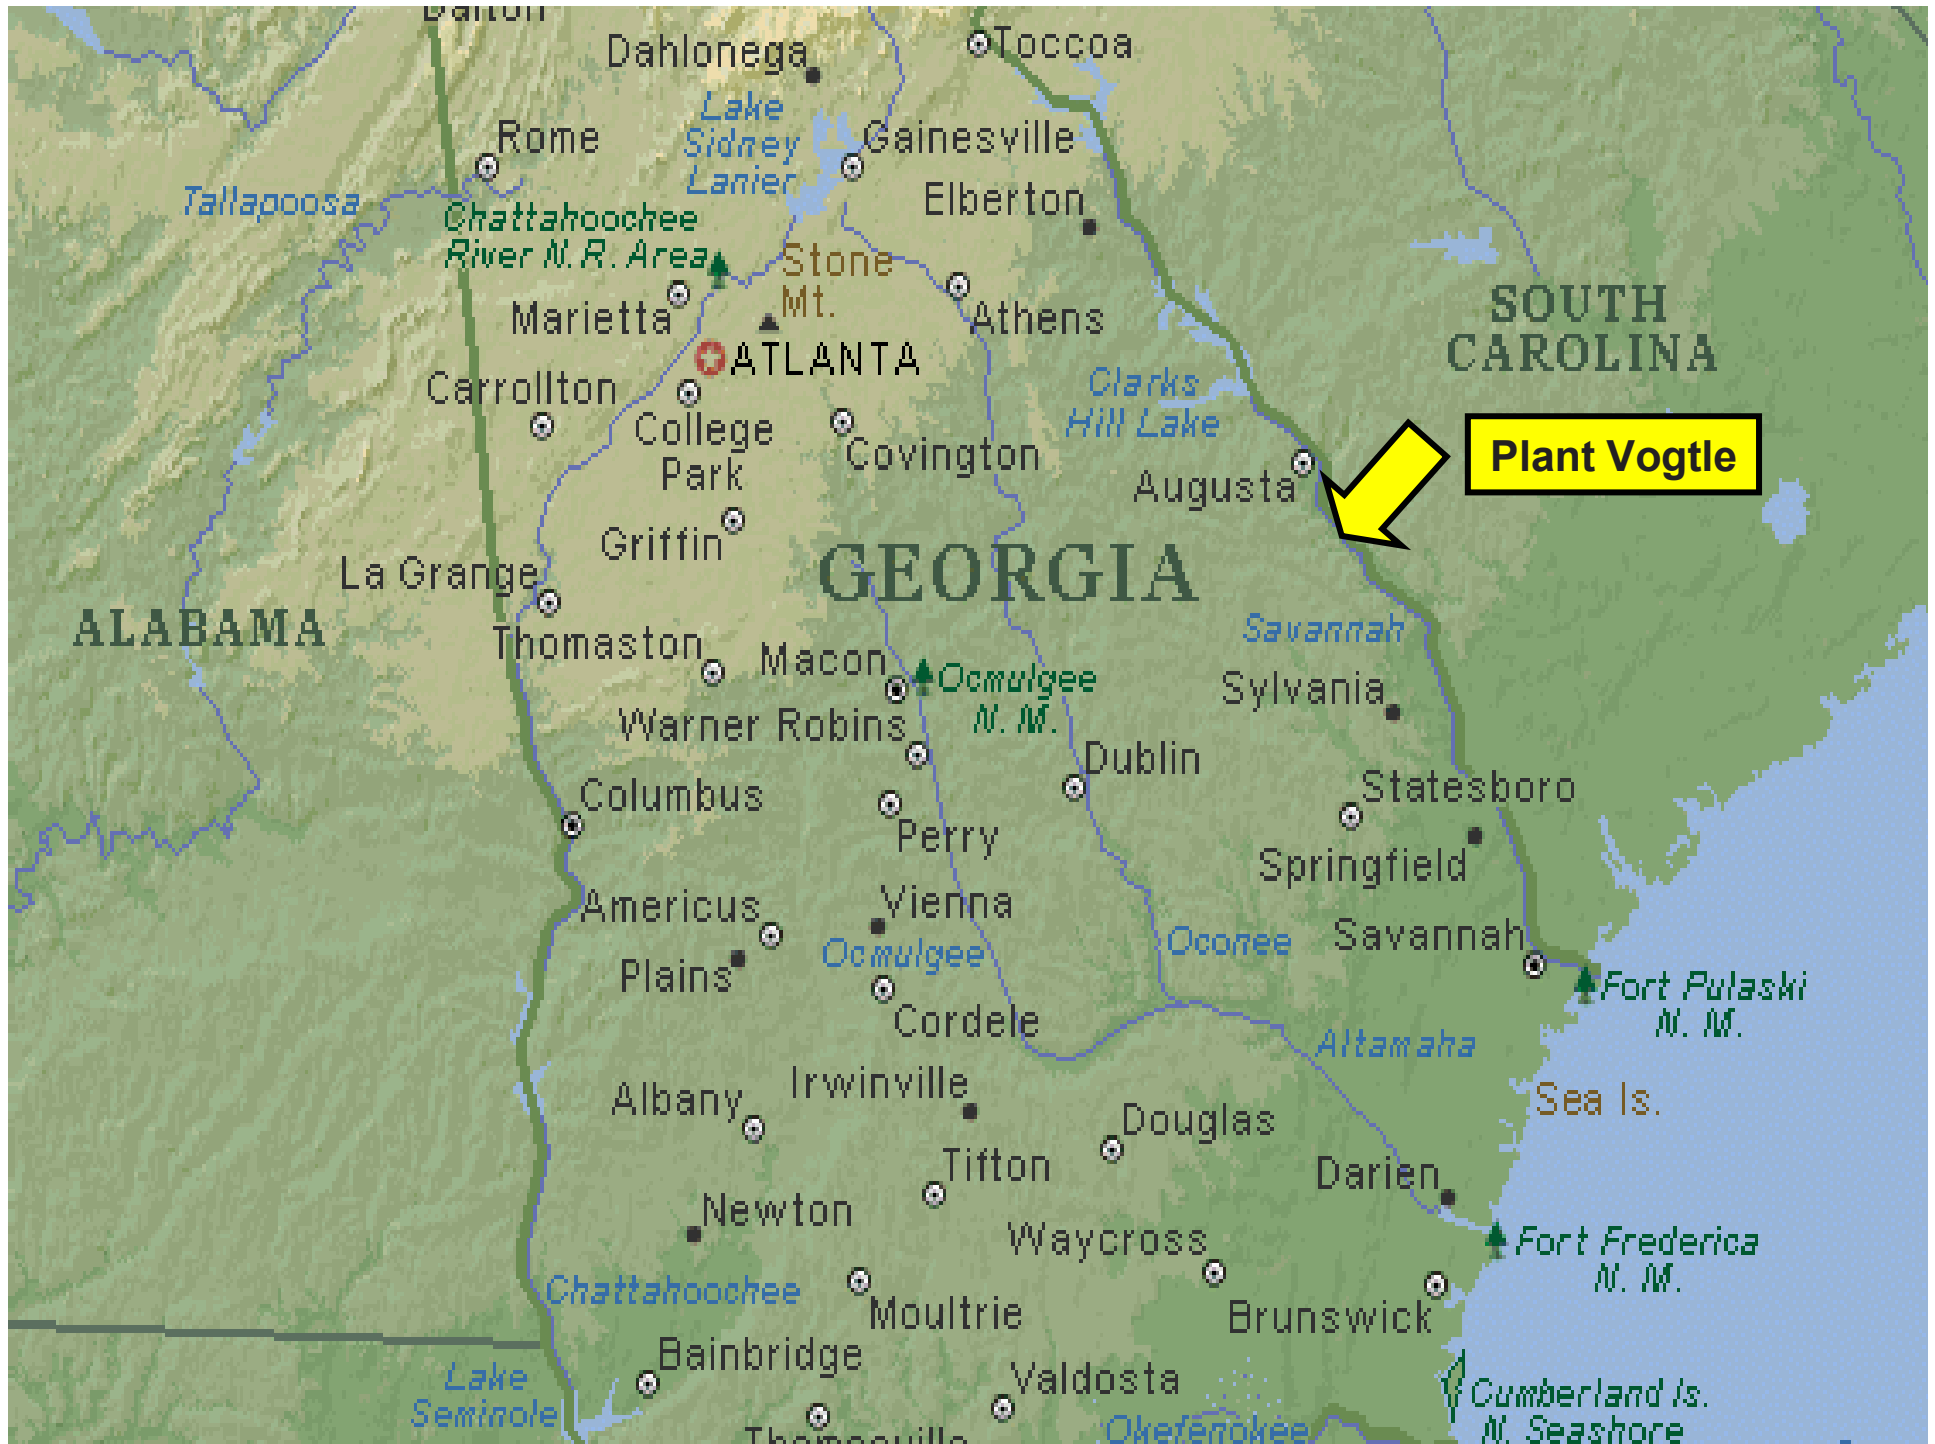 Dalton
Dahlonega
Toccoa
Lake
Sidney
Lanier
Rome
Gainesville
Tallapoosa
Elberton
Chattahoochee
River N.R. Area
Stone
Mt.
Marietta
Athens
SOUTH
CAROLINA
ATLANTA
Carrollton
Clarks
Hill Lake
College
Park
Covington
Plant Vogtle
Augusta
Griffin
GEORGIA
La Grange
ALABAMA
Thomaston
Savannah
Macon
Ocmulgee
N. M.
Sylvania
Warner Robins
Dublin
Columbus
Statesboro
Perry
Springfield
Americus
Vienna
Ocmulgee
Oconee
Savannah
Plains
Fort Pulaski
N. M.
Cordele
Altamaha
Irwinville
Albany
Sea Is.
Douglas
Tifton
Darien
Newton
Waycross
Fort Frederica
N. M.
Chattahoochee
Moultrie
Brunswick
Bainbridge
Lake
Seminole
Valdosta
Cumberland Is.
N. Seashore
Thomasville
Okefenokee